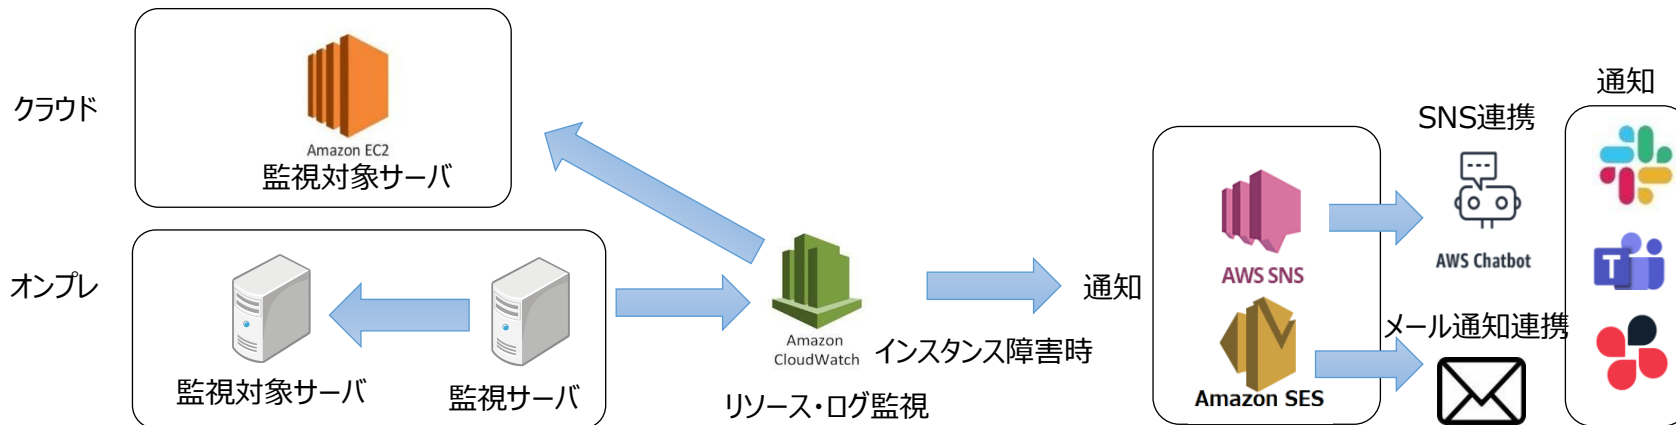 クラウド
Amazon EC2
監視対象サーバ
オンプレ
監視対象サーバ
監視サーバ
Amazon
CloudWatch
リソース・ログ監視
インスタンス障害時
通知
AWS SNS
Amazon SES
SNS連携
AWS Chatbot
メール通知連携
通知
T